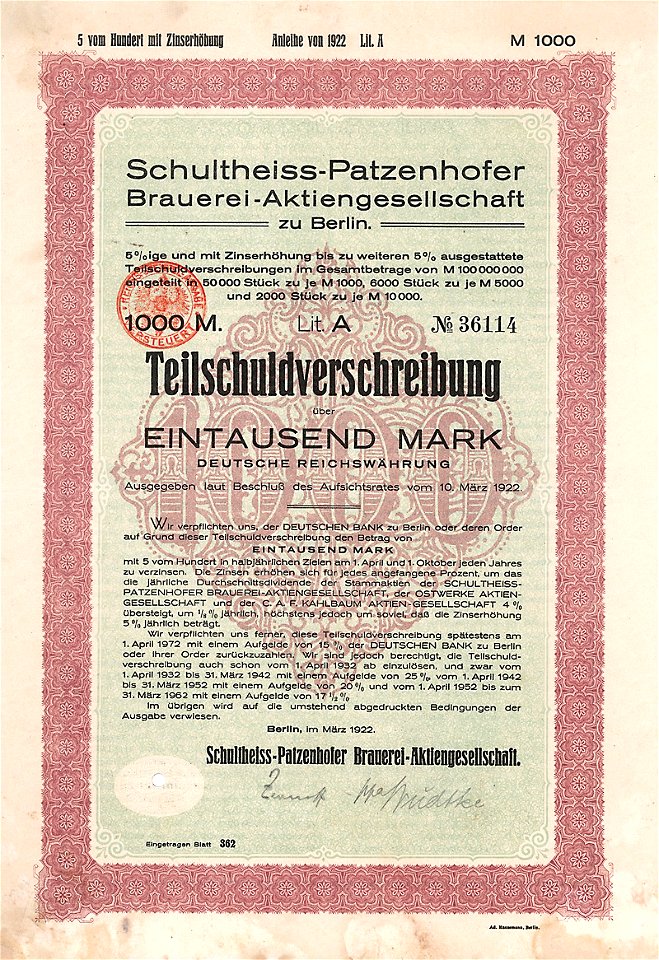 5 vom Hundert mit Zinserhöbung Anleihe von 1922 Lit. A M 1000
Schultheiss-Patzenhofer
Brauerei-Aktiengesellschaft
zu Berlin.
5%ige und mit Zinserhöhung bis zu weiteren 5% ausgestattete
Teilschuldverschreibungen im Gesamtbetrage von M 100 000 000
eingeteilt in 50 000 Stück zu je M 1000, 6000 Stück zu je M 5000
und 2000 Stück zu je M 10 000.
1000 M. Lit. A № 36114
Teilschuldverschreibung
über
EINTAUSEND MARK
DEUTSCHE REICHSWÄHRUNG
Ausgegeben laut Beschluß des Aufsichtsrates vom 10. März 1922.
1000
Wir verpflichten uns, der DEUTSCHEN BANK zu Berlin oder deren Order
auf Grund dieser Teilschuldverschreibung den Betrag von
EINTAUSEND MARK
mit 5 vom Hundert in halbjährlichen Zielen am 1. April und 1. Oktober jeden Jahres
zu verzinsen. Die Zinsen erhöhen sich für jedes angefangene Prozent, um das
die jährliche Durchschnittsdividende der Stammaktien der SCHULTHEISS-
PATZENHOFER BRAUEREI-AKTIENGESELLSCHAFT, der OSTWERKE AKTIEN-
GESELLSCHAFT und der C. A. F. KAHLBAUM AKTIEN-GESELLSCHAFT 4%
übersteigt, um ½% jährlich, höchstens jedoch um soviel, daß die Zinserhöhung
5% jährlich beträgt.
Wir verpflichten uns ferner, diese Teilschuldverschreibung spätestens am
1. April 1972 mit einem Aufgelde von 15% der DEUTSCHEN BANK zu Berlin
oder ihrer Order zurückzuzahlen. Wir sind jedoch berechtigt, die Teilschuld-
verschreibung auch schon vom 1. April 1932 ab einzulösen, und zwar vom
1. April 1932 bis 31. März 1942 mit einem Aufgelde von 25%, vom 1. April 1942
bis 31. März 1952 mit einem Aufgelde von 20% und vom 1. April 1952 bis zum
31. März 1962 mit einem Aufgelde von 17½%
Im übrigen wird auf die umstehend abgedruckten Bedingungen der
Ausgabe verwiesen.
Berlin, im März 1922.
Schultheiss-Patzenhofer Brauerei-Aktiengesellschaft.
Eingetragen Blatt 362
Berlin.